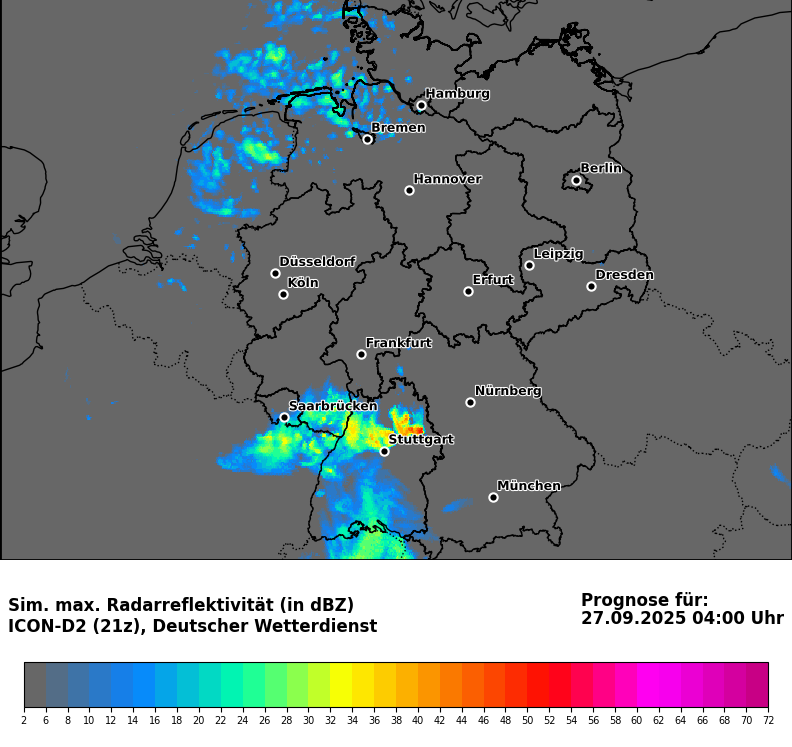 Hamburg
Bremen
Berlin
Hannover
Leipzig
Düsseldorf
Dresden
Köln
Erfurt
Frankfurt
Nürnberg
Saarbrücken
Stuttgart
München
Sim. max. Radarreflektivität (in dBZ)
ICON-D2 (21z), Deutscher Wetterdienst
Prognose für:
27.09.2025 04:00 Uhr
2 6 8 10 12 14 16 18 20 22 24 26 28 30 32 34 36 38 40 42 44 46 48 50 52 54 56 58 60 62 64 66 68 70 72